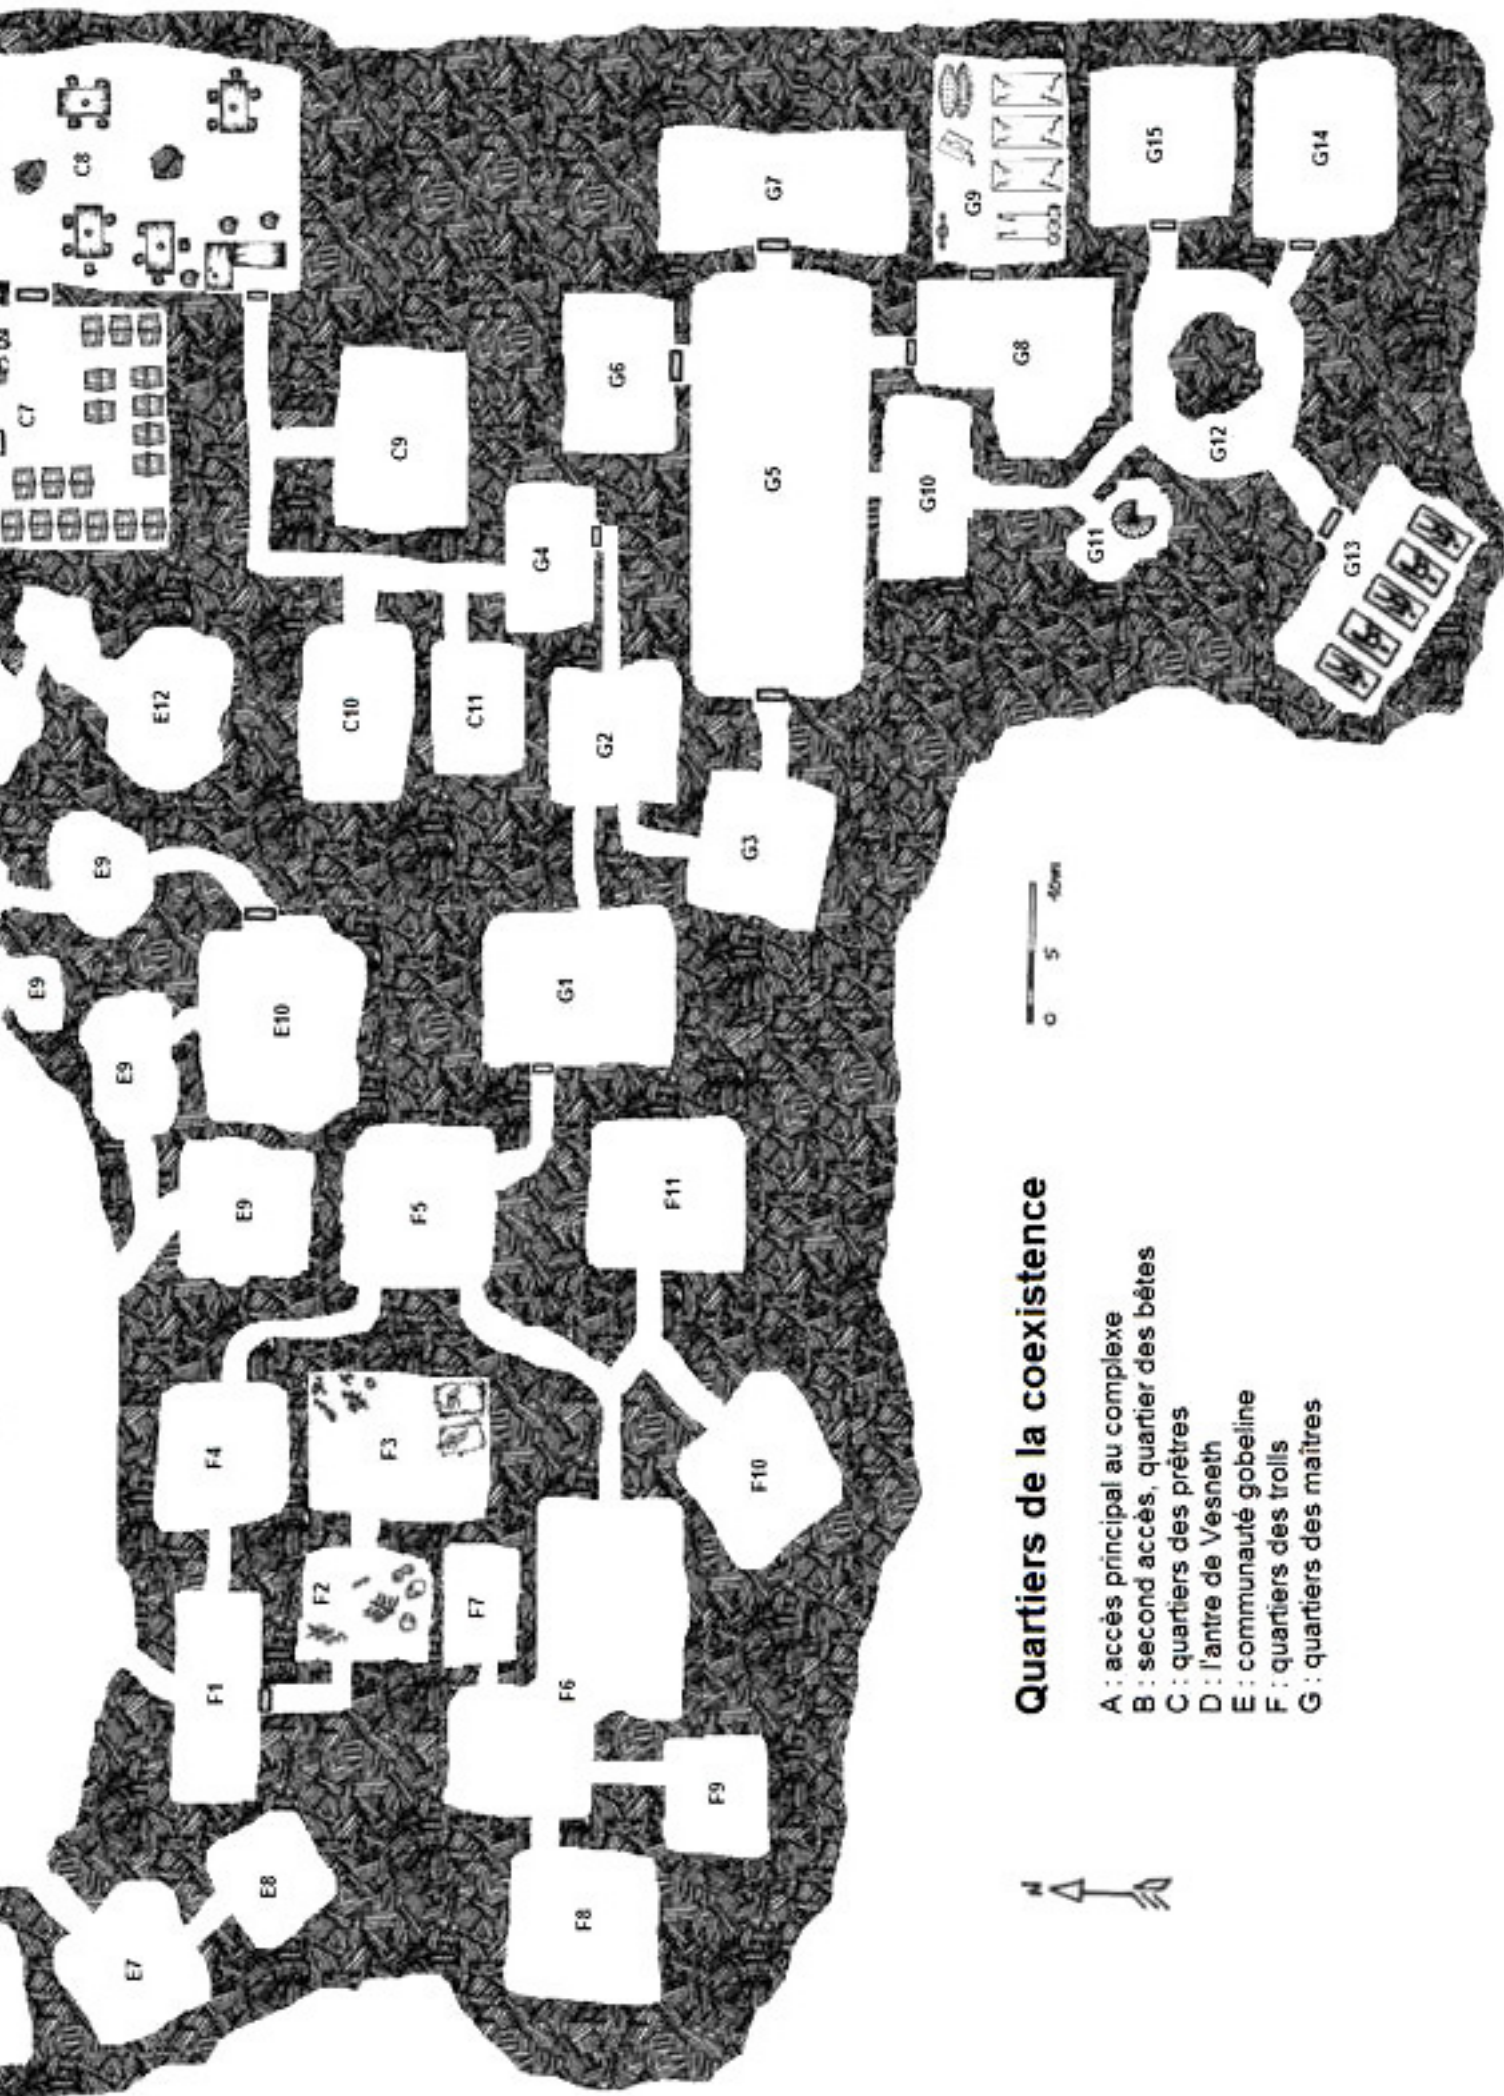 C7
E9
C8
E9
E9
E7
E12
F4
F1
E9
E8
E10
F2
C10
F3
C9
F5
C11
F7
G4
G1
F6
F8
G2
G6
F11
F9
G3
F10
G5
G7
G10
G9
G8
G11
G15
G12
G14
G13
N
0 5 10m
Quartiers de la coexistence
A : accès principal au complexe
B : second accès, quartier des bêtes
C : quartiers des prêtres
D : l'antre de Vesneth
E : communauté gobeline
F : quartiers des trolls
G : quartiers des maîtres